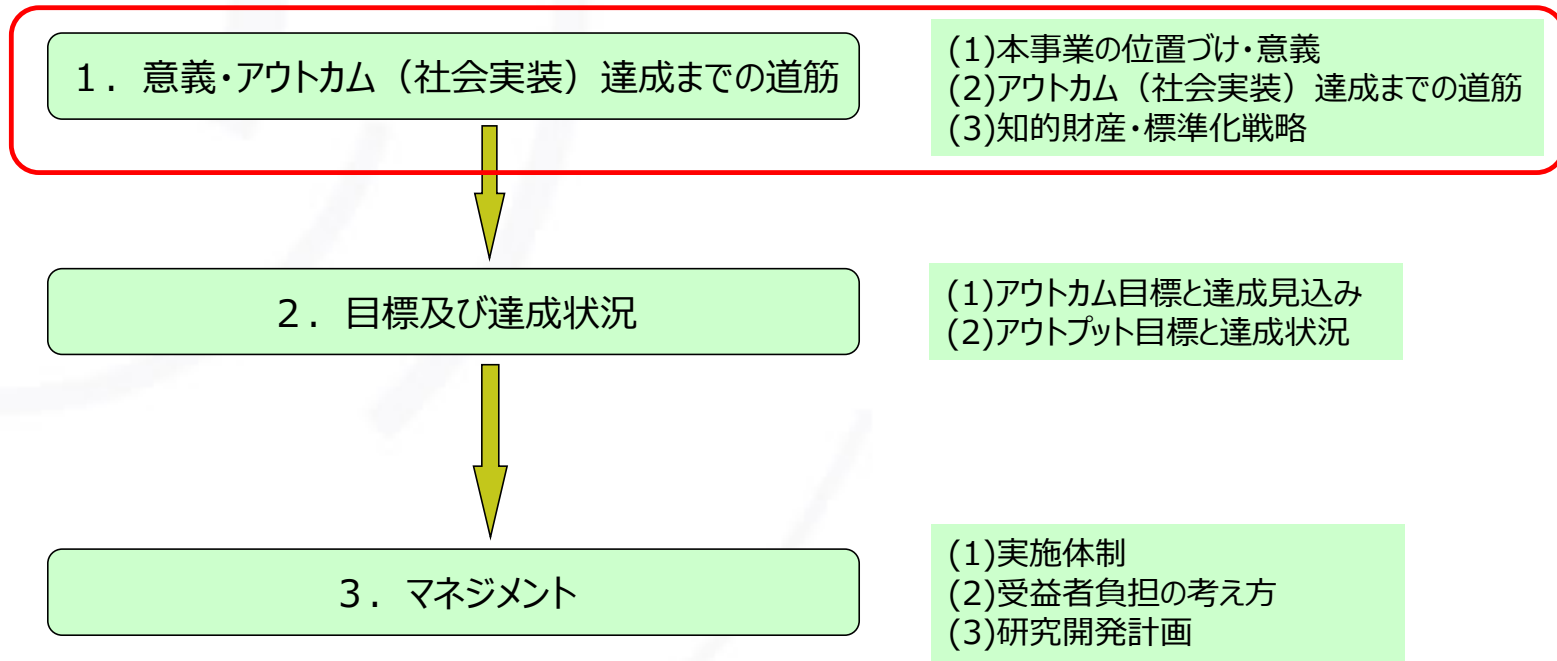 1．意義・アウトカム（社会実装）達成までの道筋
(1)本事業の位置づけ・意義
(2)アウトカム（社会実装）達成までの道筋
(3)知的財産・標準化戦略
2．目標及び達成状況
(1)アウトカム目標と達成見込み
(2)アウトプット目標と達成状況
3．マネジメント
(1)実施体制
(2)受益者負担の考え方
(3)研究開発計画